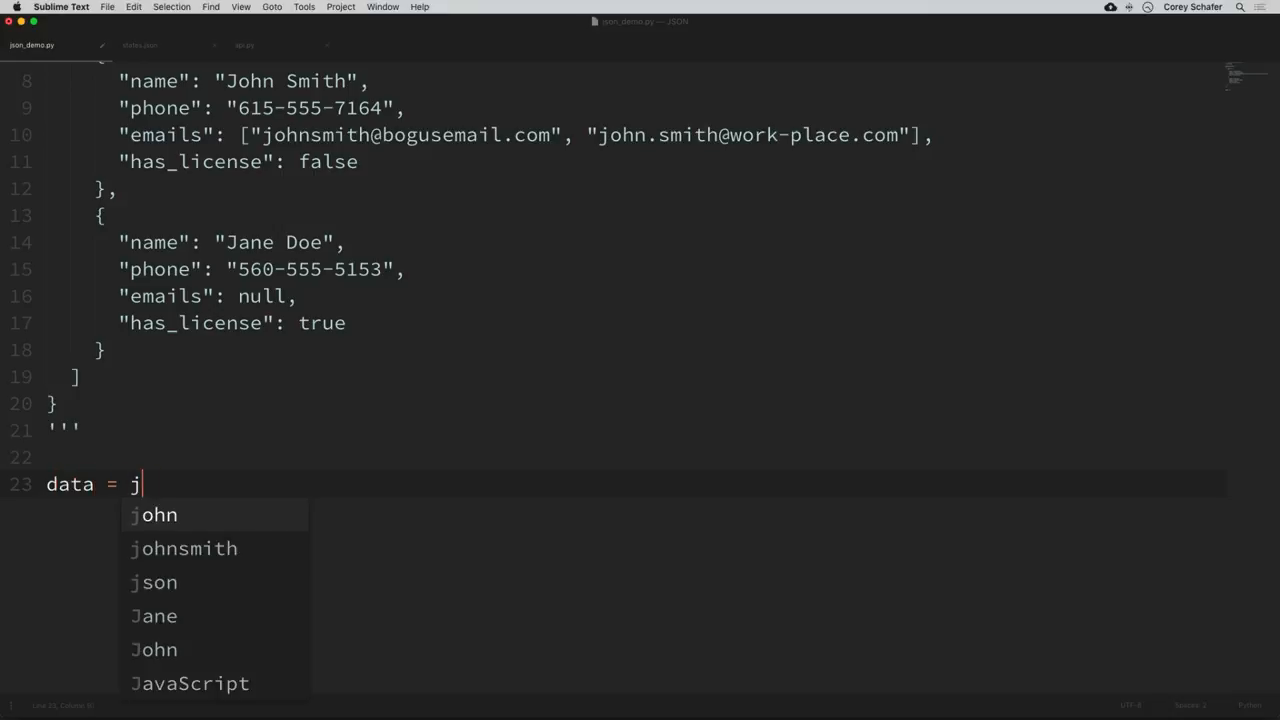 Sublime Text File Edit Selection Find View Goto Tools Project Window Help Corey Schafer
json_demo.py — JSON
json_demo.py states.json api.py
{
8 "name": "John Smith",
9 "phone": "615-555-7164",
10 "emails": ["johnsmith@bogusemail.com", "john.smith@work-place.com"],
11 "has_license": false
12 },
13 {
14 "name": "Jane Doe",
15 "phone": "560-555-5153",
16 "emails": null,
17 "has_license": true
18 }
19 ]
20 }
21 '''
22
23 data = j
john
johnsmith
json
Jane
John
JavaScript
UTF-8 Spaces: 2 Python